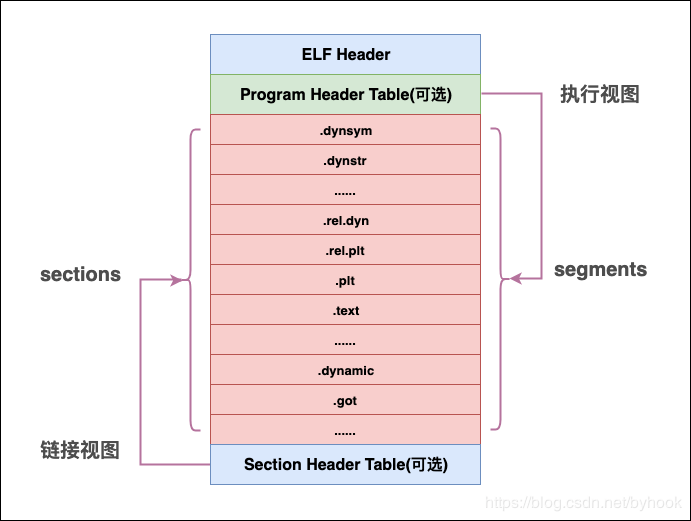 ELF Header
Program Header Table(可选)
执行视图
.dynsym
.dynstr
......
.rel.dyn
.rel.plt
sections
segments
.plt
.text
......
.dynamic
.got
......
链接视图
Section Header Table(可选)
https://blog.csdn.net/byhook